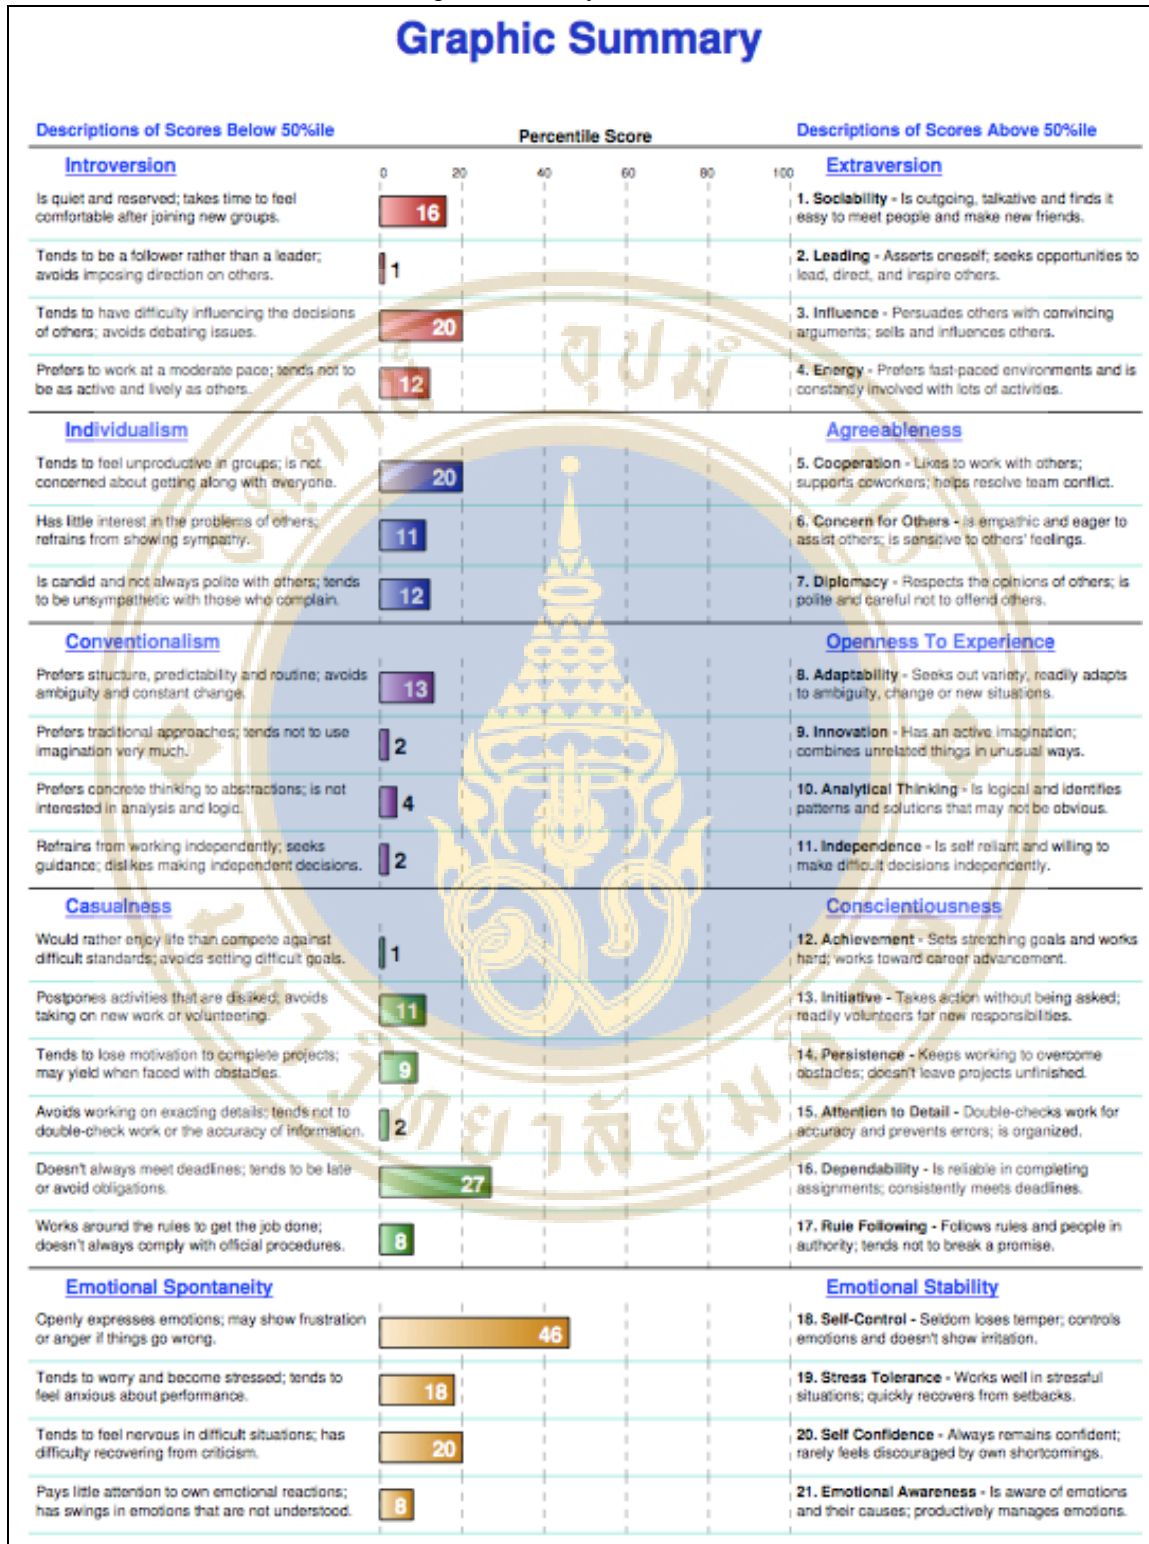 Graphic Summary
Descriptions of Scores Below 50%ile
Percentile Score
Descriptions of Scores Above 50%ile
Introversion
0 20 40 60 80 100
Extraversion
Is quiet and reserved; takes time to feel
comfortable after joining new groups.
16
1. Sociability - Is outgoing, talkative and finds it
easy to meet people and make new friends.
Tends to be a follower rather than a leader;
avoids imposing direction on others.
1
2. Leading - Asserts oneself; seeks opportunities to
lead, direct, and inspire others.
Tends to have difficulty influencing the decisions
of others; avoids debating issues.
20
3. Influence - Persuades others with convincing
arguments; sells and influences others.
Prefers to work at a moderate pace; tends not to
be as active and lively as others.
12
4. Energy - Prefers fast-paced environments and is
constantly involved with lots of activities.
Individualism
Agreeableness
Tends to feel unproductive in groups; is not
concerned about getting along with everyone.
20
5. Cooperation - Likes to work with others;
supports coworkers; helps resolve team conflict.
Has little interest in the problems of others;
refrains from showing sympathy.
11
6. Concern for Others - Is empathic and eager to
assist others; is sensitive to others' feelings.
Is candid and not always polite with others; tends
to be unsympathetic with those who complain.
12
7. Diplomacy - Respects the opinions of others; is
polite and careful not to offend others.
Conventionalism
Openness To Experience
Prefers structure, predictability and routine; avoids
ambiguity and constant change.
13
8. Adaptability - Seeks out variety, readily adapts
to ambiguity, change or new situations.
Prefers traditional approaches; tends not to use
imagination very much.
2
9. Innovation - Has an active imagination;
combines unrelated things in unusual ways.
Prefers concrete thinking to abstractions; is not
interested in analysis and logic.
4
10. Analytical Thinking - Is logical and identifies
patterns and solutions that may not be obvious.
Refrains from working independently; seeks
guidance; dislikes making independent decisions.
2
11. Independence - Is self reliant and willing to
make difficult decisions independently.
Casualness
Conscientiousness
Would rather enjoy life than compete against
difficult standards; avoids setting difficult goals.
1
12. Achievement - Sets stretching goals and works
hard; works toward career advancement.
Postpones activities that are disliked; avoids
taking on new work or volunteering.
11
13. Initiative - Takes action without being asked;
readily volunteers for new responsibilities.
Tends to lose motivation to complete projects;
may yield when faced with obstacles.
9
14. Persistence - Keeps working to overcome
obstacles; doesn't leave projects unfinished.
Avoids working on exacting details; tends not to
double-check work or the accuracy of information.
2
15. Attention to Detail - Double-checks work for
accuracy and prevents errors; is organized.
Doesn't always meet deadlines; tends to be late
or avoid obligations.
27
16. Dependability - Is reliable in completing
assignments; consistently meets deadlines.
Works around the rules to get the job done;
doesn't always comply with official procedures.
8
17. Rule Following - Follows rules and people in
authority; tends not to break a promise.
Emotional Spontaneity
Emotional Stability
Openly expresses emotions; may show frustration
or anger if things go wrong.
46
18. Self-Control - Seldom loses temper; controls
emotions and doesn't show irritation.
Tends to worry and become stressed; tends to
feel anxious about performance.
18
19. Stress Tolerance - Works well in stressful
situations; quickly recovers from setbacks.
Tends to feel nervous in difficult situations; has
difficulty recovering from criticism.
20
20. Self Confidence - Always remains confident;
rarely feels discouraged by own shortcomings.
Pays little attention to own emotional reactions;
has swings in emotions that are not understood.
8
21. Emotional Awareness - Is aware of emotions
and their causes; productively manages emotions.
อตฺตานํ อุปมํ กเร
มหาวิทยาลัยมหิดล